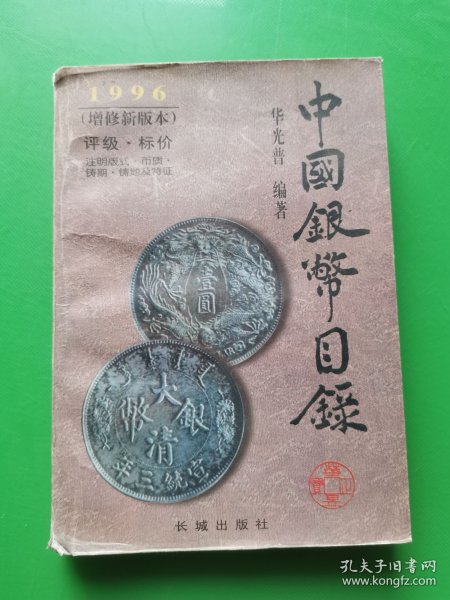 1996
(增修新版本)
评级·标价
注明版式·币质·
铸期·铸地及特征
中國銀幣目錄
华光普 编著
壹圓
大清
銀幣
宣統三年
长城出版社
孔夫子旧书网
www.kongfz.com